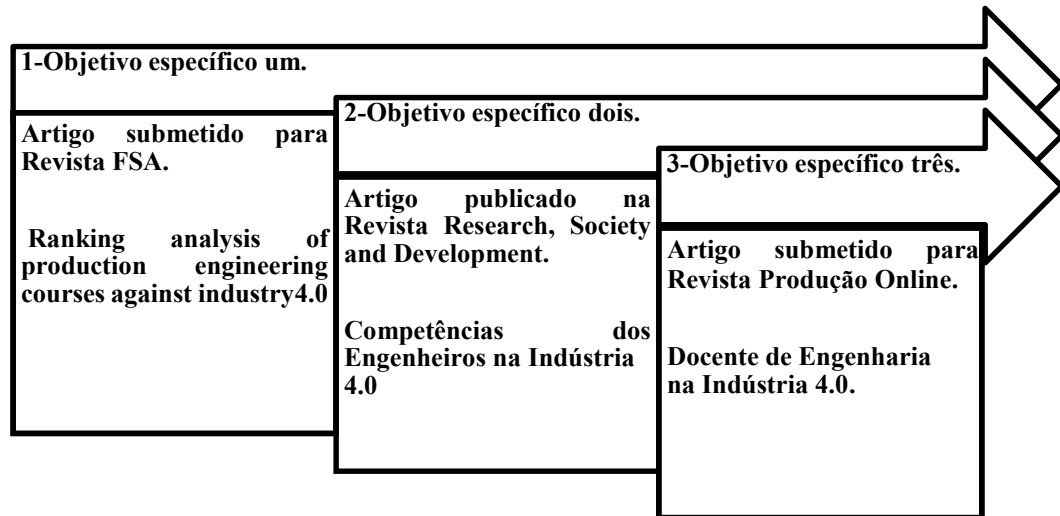 1-Objetivo específico um.
Artigo submetido para
Revista FSA.
Ranking analysis of
production engineering
courses against industry4.0
2-Objetivo específico dois.
Artigo publicado na
Revista Research, Society
and Development.
Competências dos
Engenheiros na Indústria
4.0
3-Objetivo específico três.
Artigo submetido para
Revista Produção Online.
Docente de Engenharia
na Indústria 4.0.